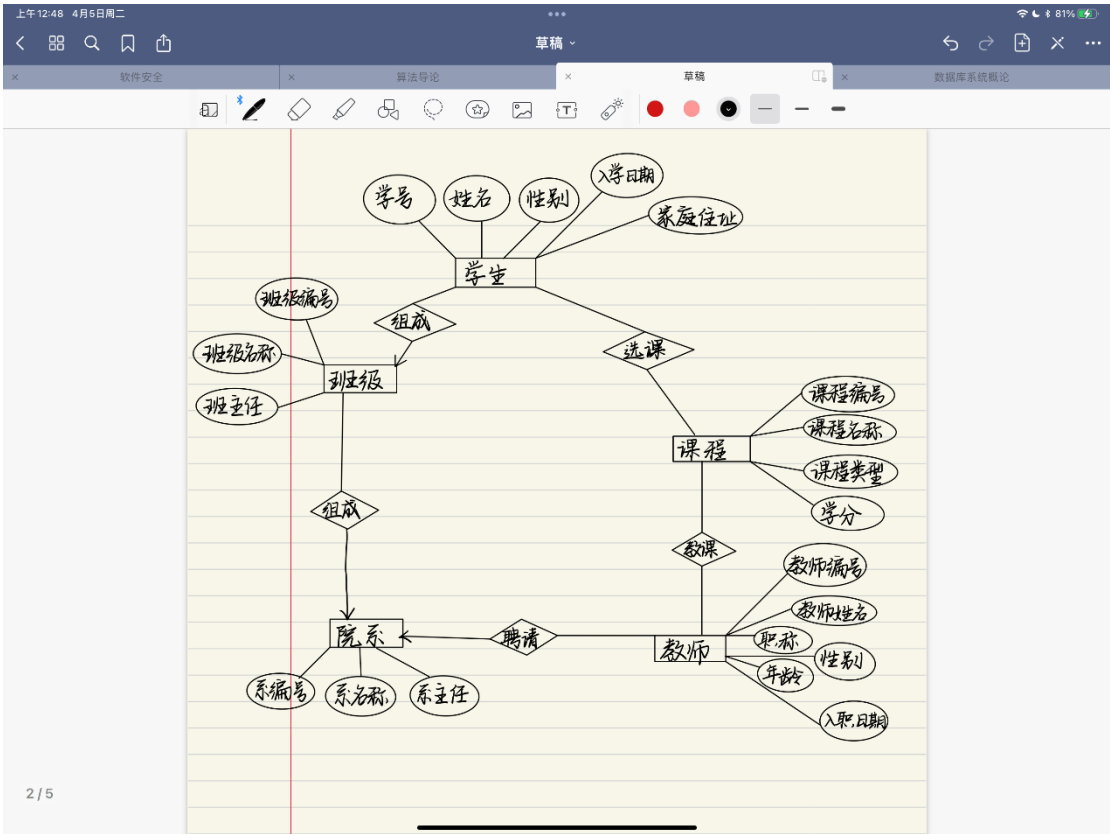 上午12:48 4月5日周二
81%
草稿
软件安全
算法导论
草稿
数据库系统概论
T
学号
姓名
性别
入学日期
家庭住址
学生
班级编号
组成
班级名称
选课
班级
班主任
课程编号
课程名称
课程
课程类型
组成
学分
教课
教师编号
教师姓名
院系
聘请
教师
职称
性别
年龄
系编号
系名称
系主任
入职日期
2/5